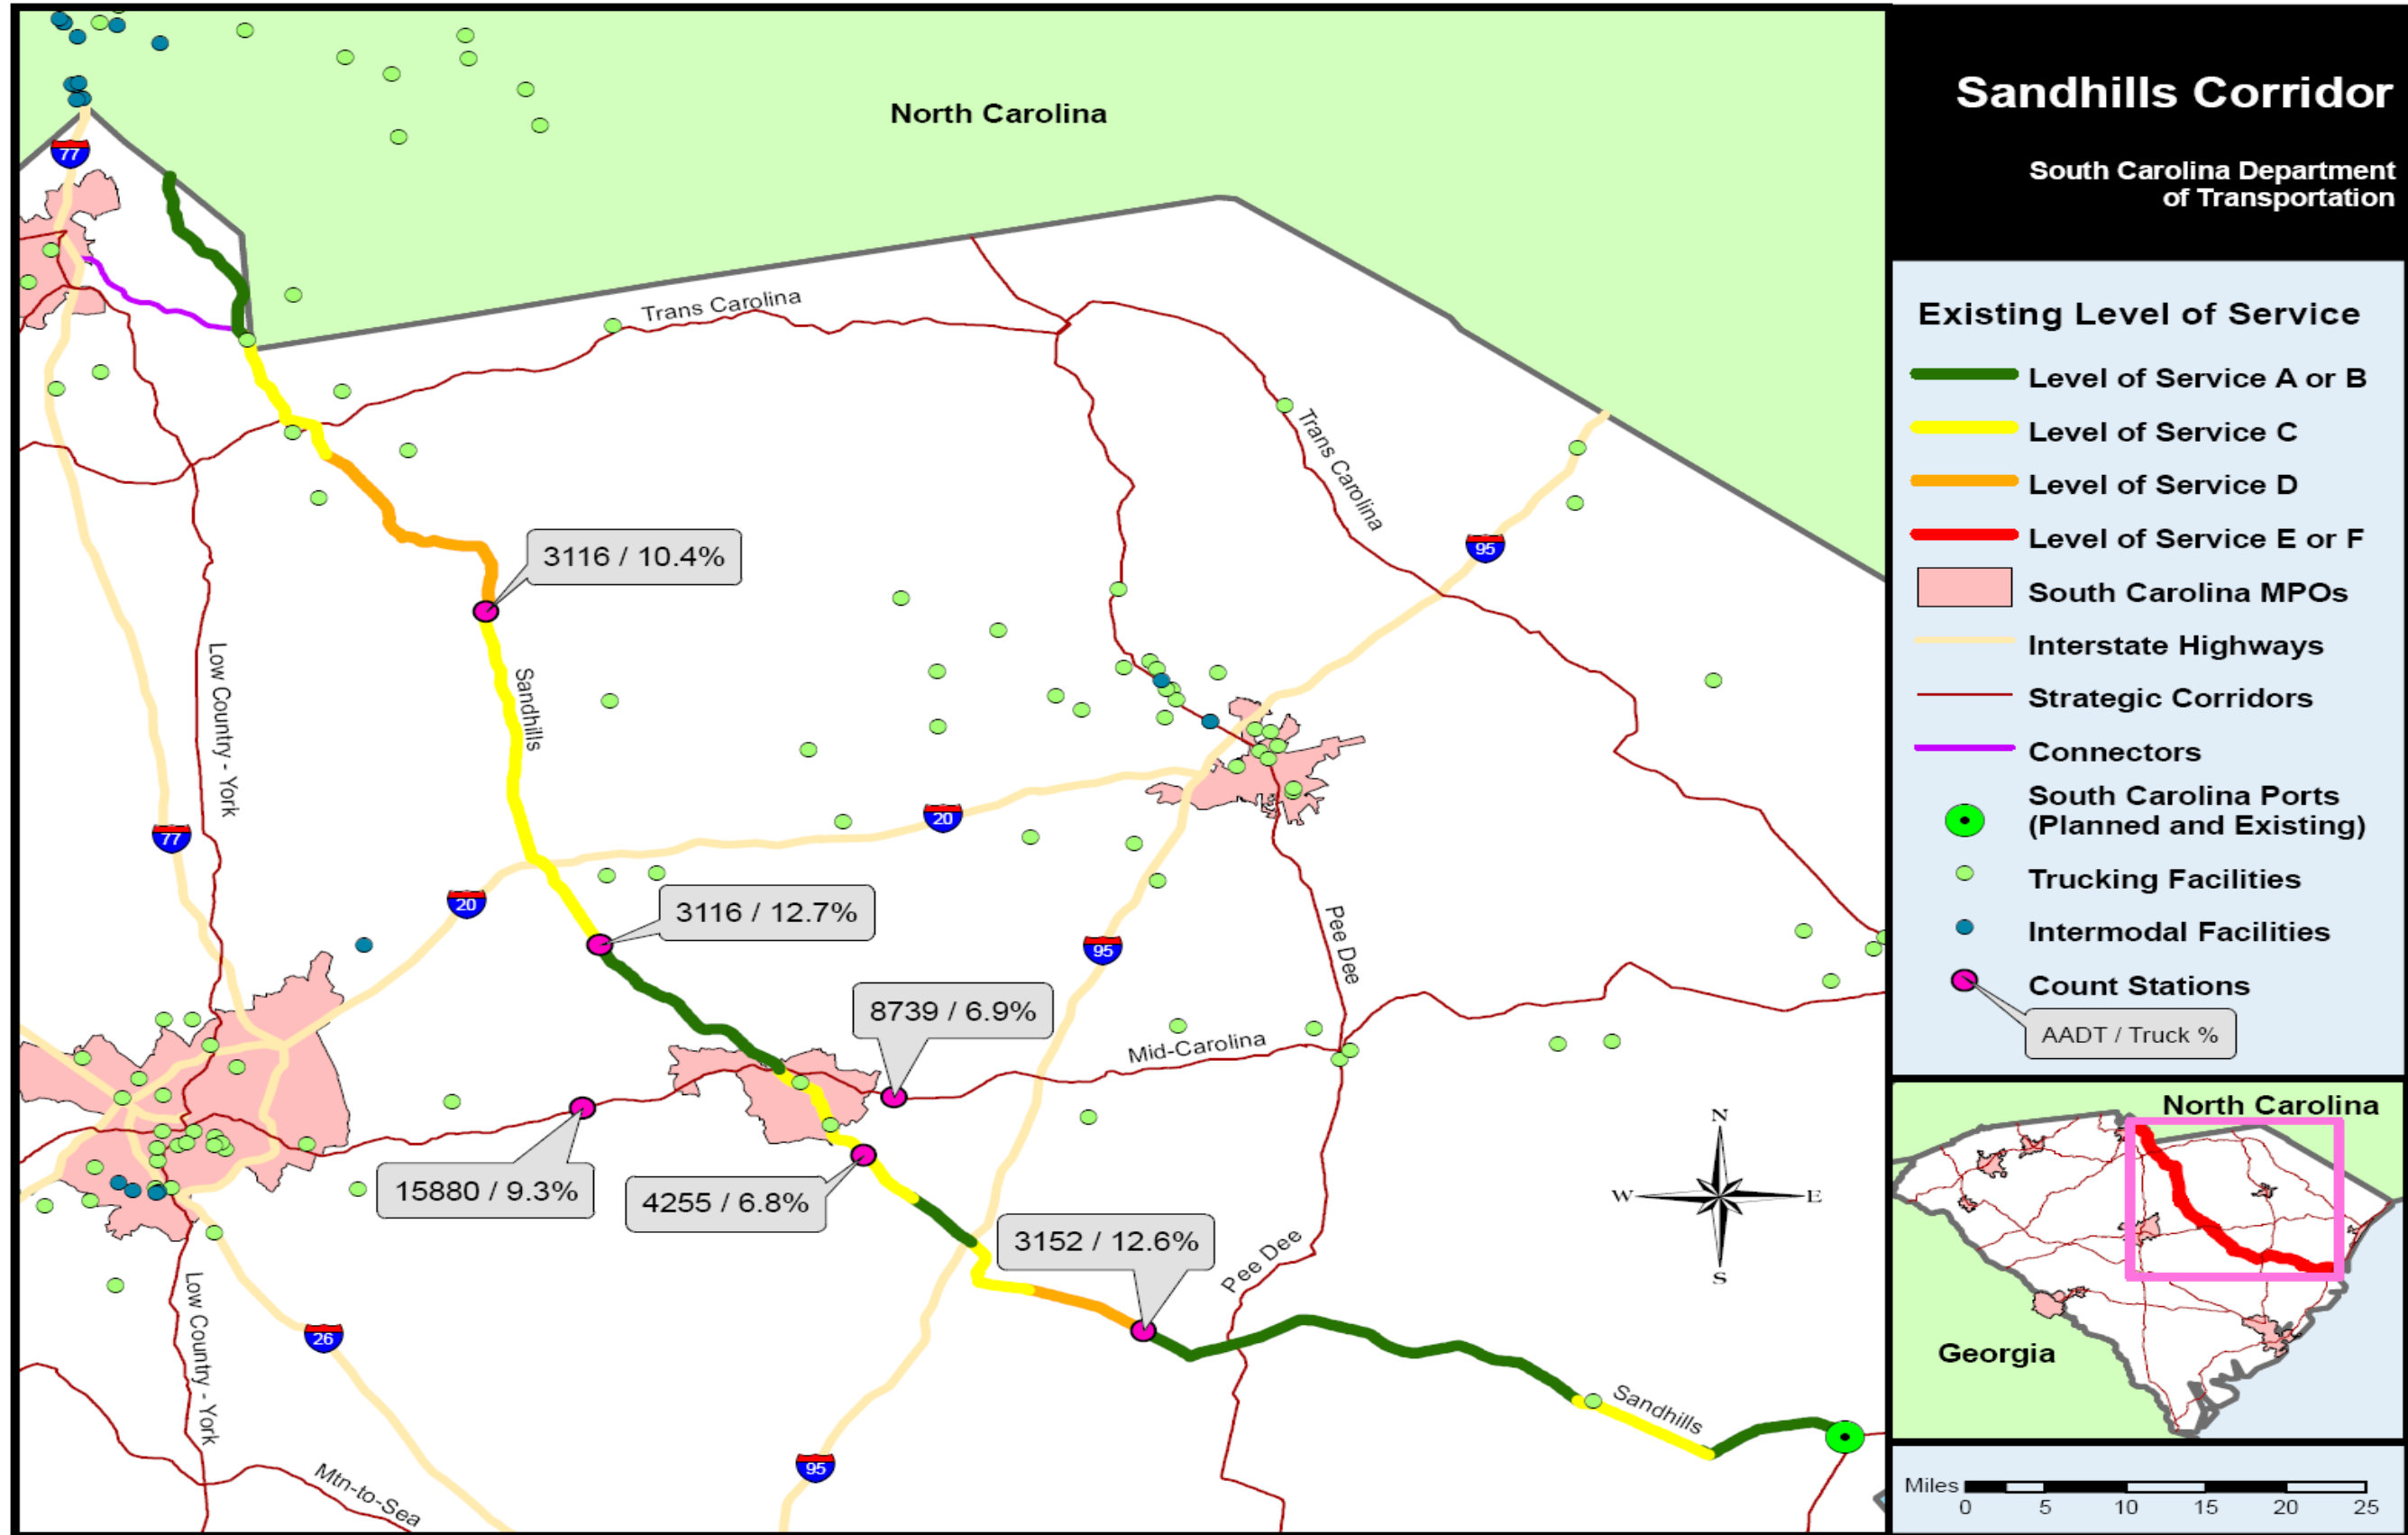 Sandhills Corridor
South Carolina Department
of Transportation
North Carolina
77
Trans Carolina
Trans Carolina
95
3116 / 10.4%
Low Country - York
Sandhills
77
20
20
3116 / 12.7%
Pee Dee
95
8739 / 6.9%
Mid-Carolina
15880 / 9.3%
4255 / 6.8%
3152 / 12.6%
Pee Dee
N
W
E
S
26
Low Country - York
Sandhills
95
Mtn-to-Sea
Existing Level of Service
Level of Service A or B
Level of Service C
Level of Service D
Level of Service E or F
South Carolina MPOs
Interstate Highways
Strategic Corridors
Connectors
South Carolina Ports
(Planned and Existing)
Trucking Facilities
Intermodal Facilities
Count Stations
AADT / Truck %
North Carolina
Georgia
Miles
0 5 10 15 20 25